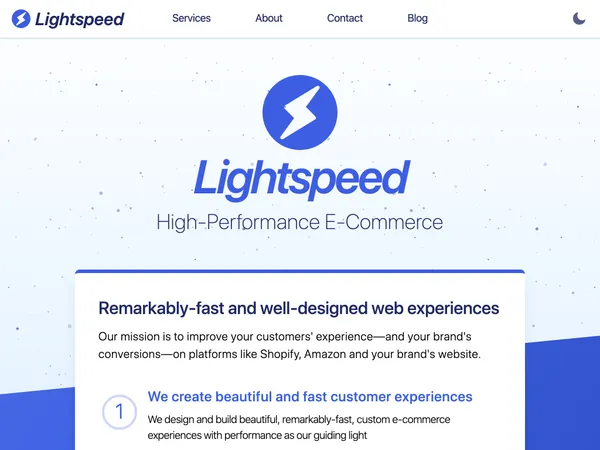 Lightspeed
Services
About
Contact
Blog
Lightspeed
High-Performance E-Commerce
Remarkably-fast and well-designed web experiences
Our mission is to improve your customers' experience—and your brand's
conversions—on platforms like Shopify, Amazon and your brand's website.
1
We create beautiful and fast customer experiences
We design and build beautiful, remarkably-fast, custom e-commerce
experiences with performance as our guiding light